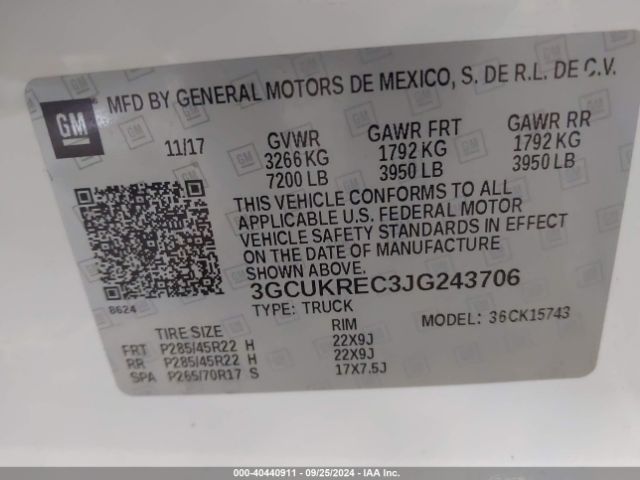 GM
MFD BY GENERAL MOTORS DE MEXICO, S. DE R.L. DE C.V.
11/17 GVWR GAWR FRT GAWR RR
3266 KG 1792 KG 1792 KG
7200 LB 3950 LB 3950 LB
THIS VEHICLE CONFORMS TO ALL
APPLICABLE U.S. FEDERAL MOTOR
VEHICLE SAFETY STANDARDS IN EFFECT
ON THE DATE OF MANUFACTURE
SHOWN ABOVE.
8624
3GCUKREC3JG243706
TYPE: TRUCK MODEL: 36CK15743
TIRE SIZE RIM
FRT P285/45R22 H 22X9J
RR P285/45R22 H 22X9J
SPA P265/70R17 S 17X7.5J
000-40440911 - 09/25/2024 - Copyright IAA, Inc.